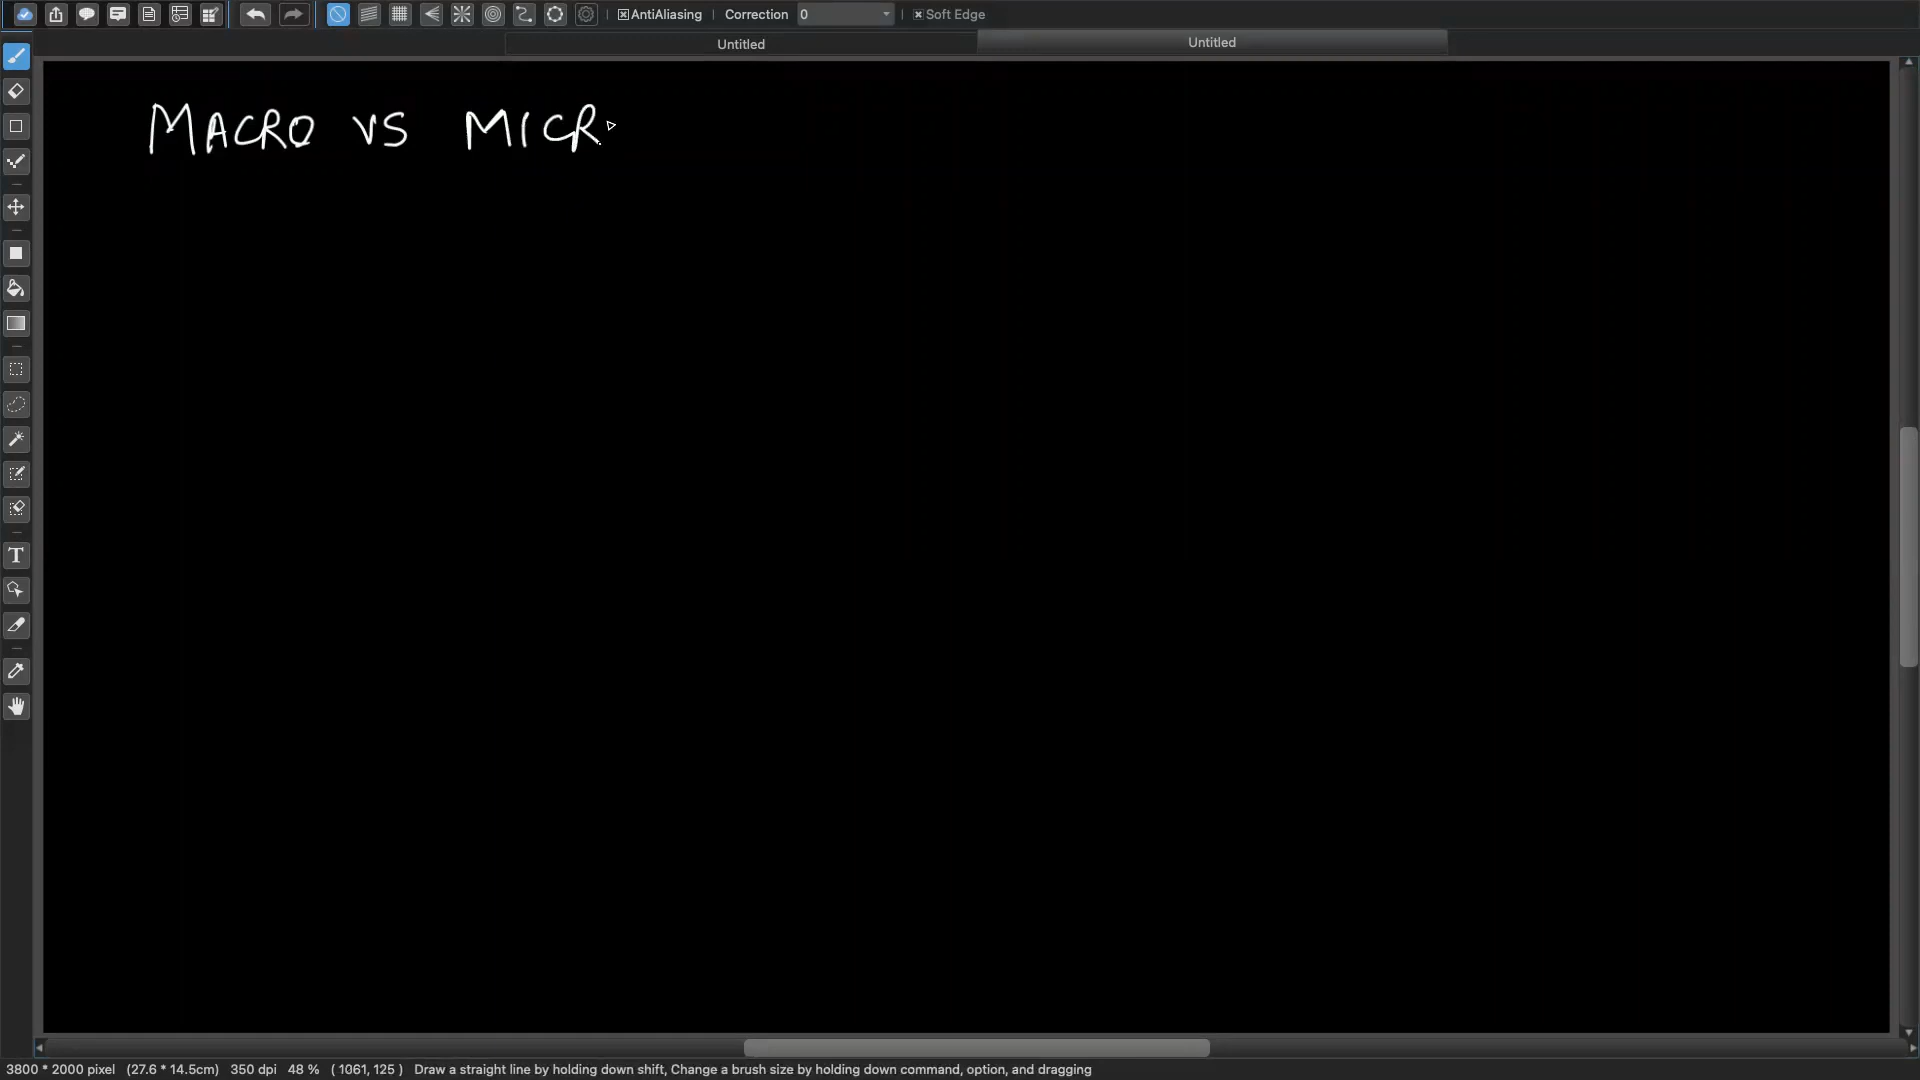 AntiAliasing Correction 0 Soft Edge
Untitled Untitled
MACRO VS MICR
3800 * 2000 pixel (27.6 * 14.5cm) 350 dpi 48 % ( 1061, 125 ) Draw a straight line by holding down shift, Change a brush size by holding down command, option, and dragging